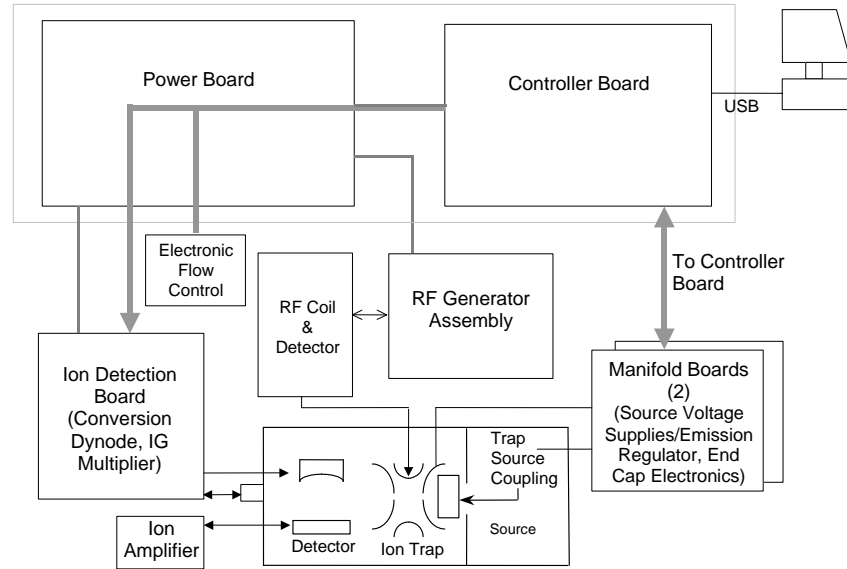 Power Board
Controller Board
USB
Electronic
Flow
Control
RF Coil
&
Detector
RF Generator
Assembly
To Controller
Board
Ion Detection
Board
(Conversion
Dynode, IG
Multiplier)
Manifold Boards
(2)
(Source Voltage
Supplies/Emission
Regulator, End
Cap Electronics)
Trap
Source
Coupling
Ion
Amplifier
Detector
Ion Trap
Source